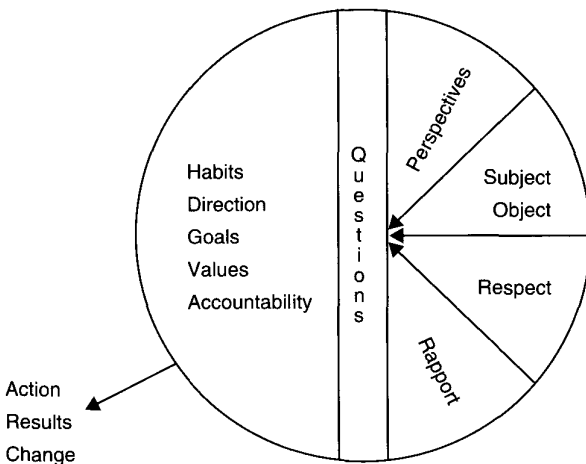 Habits
Direction
Goals
Values
Accountability
Questions
Perspectives
Subject
Object
Respect
Rapport
Action
Results
Change